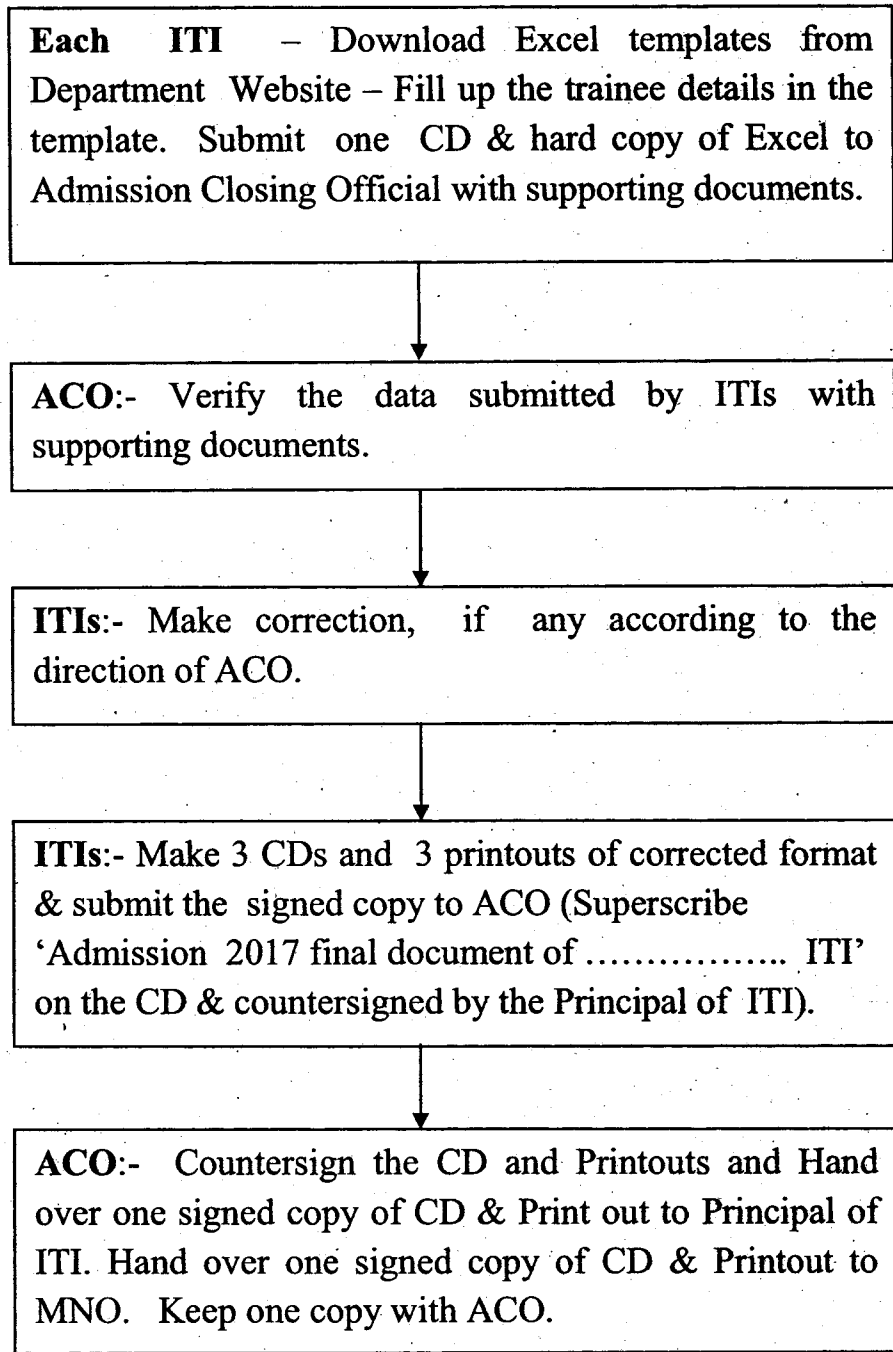 Each ITI – Download Excel templates from
Department Website – Fill up the trainee details in the
template. Submit one CD & hard copy of Excel to
Admission Closing Official with supporting documents.
ACO:- Verify the data submitted by ITIs with
supporting documents.
ITIs:- Make correction, if any according to the
direction of ACO.
ITIs:- Make 3 CDs and 3 printouts of corrected format
& submit the signed copy to ACO (Superscribe
‘Admission 2017 final document of ................. ITI’
on the CD & countersigned by the Principal of ITI).
ACO:- Countersign the CD and Printouts and Hand
over one signed copy of CD & Print out to Principal of
ITI. Hand over one signed copy of CD & Printout to
MNO. Keep one copy with ACO.